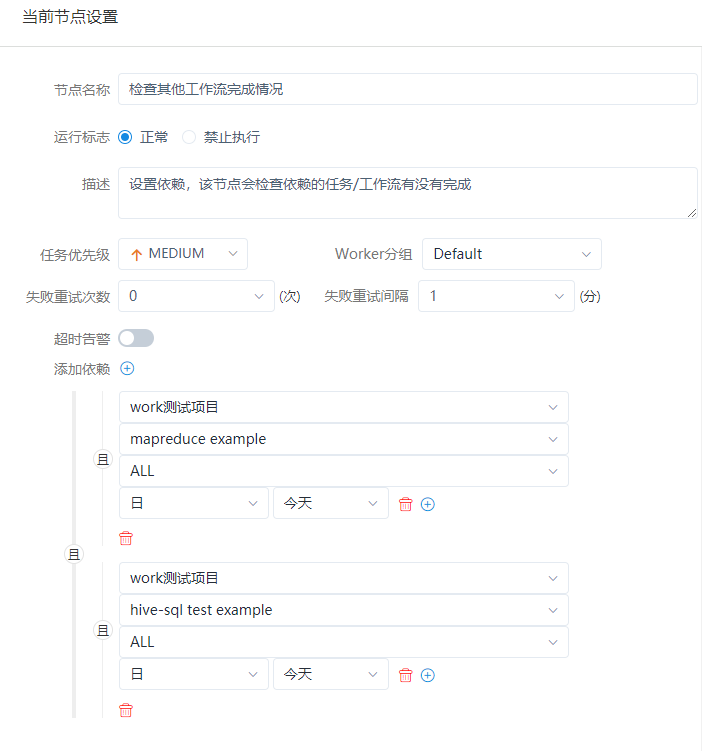 当前节点设置
节点名称 检查其他工作流完成情况
运行标志 正常 禁止执行
描述 设置依赖，该节点会检查依赖的任务/工作流有没有完成
任务优先级 MEDIUM Worker分组 Default
失败重试次数 0 (次) 失败重试间隔 1 (分)
超时告警
添加依赖
work测试项目
mapreduce example
且
ALL
日 今天
且
work测试项目
hive-sql test example
且
ALL
日 今天